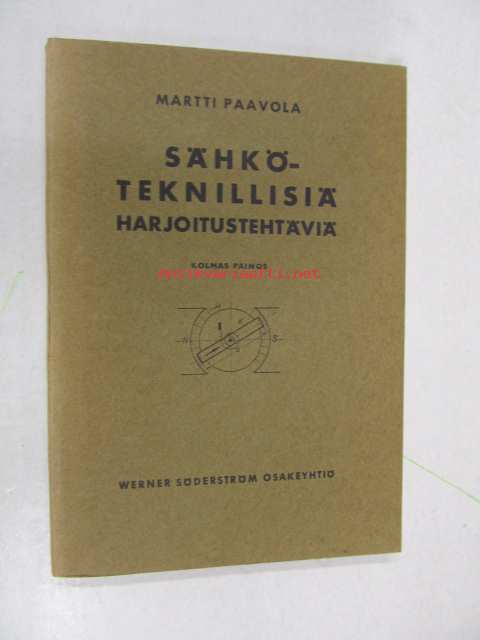 MARTTI PAAVOLA
SÄHKÖ-
TEKNILLISIÄ
HARJOITUSTEHTÄVIÄ
KOLMAS PAINOS
N
S
WERNER SÖDERSTRÖM OSAKEYHTIÖ